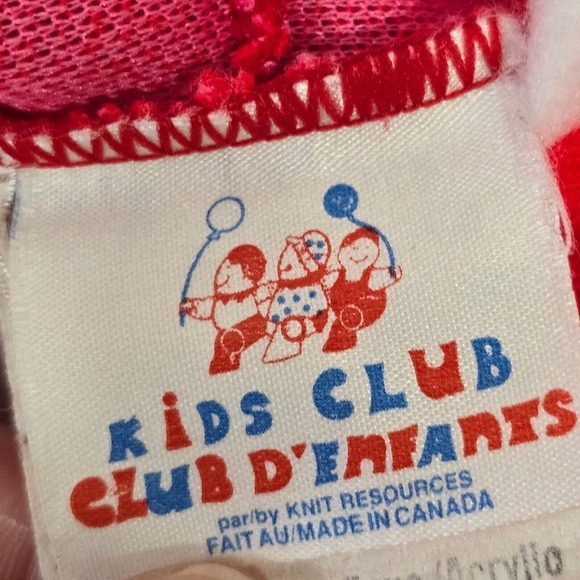 KiDS CLUB
CLUB D'ENFANTS
par/by KNIT RESOURCES
FAIT AU/MADE IN CANADA